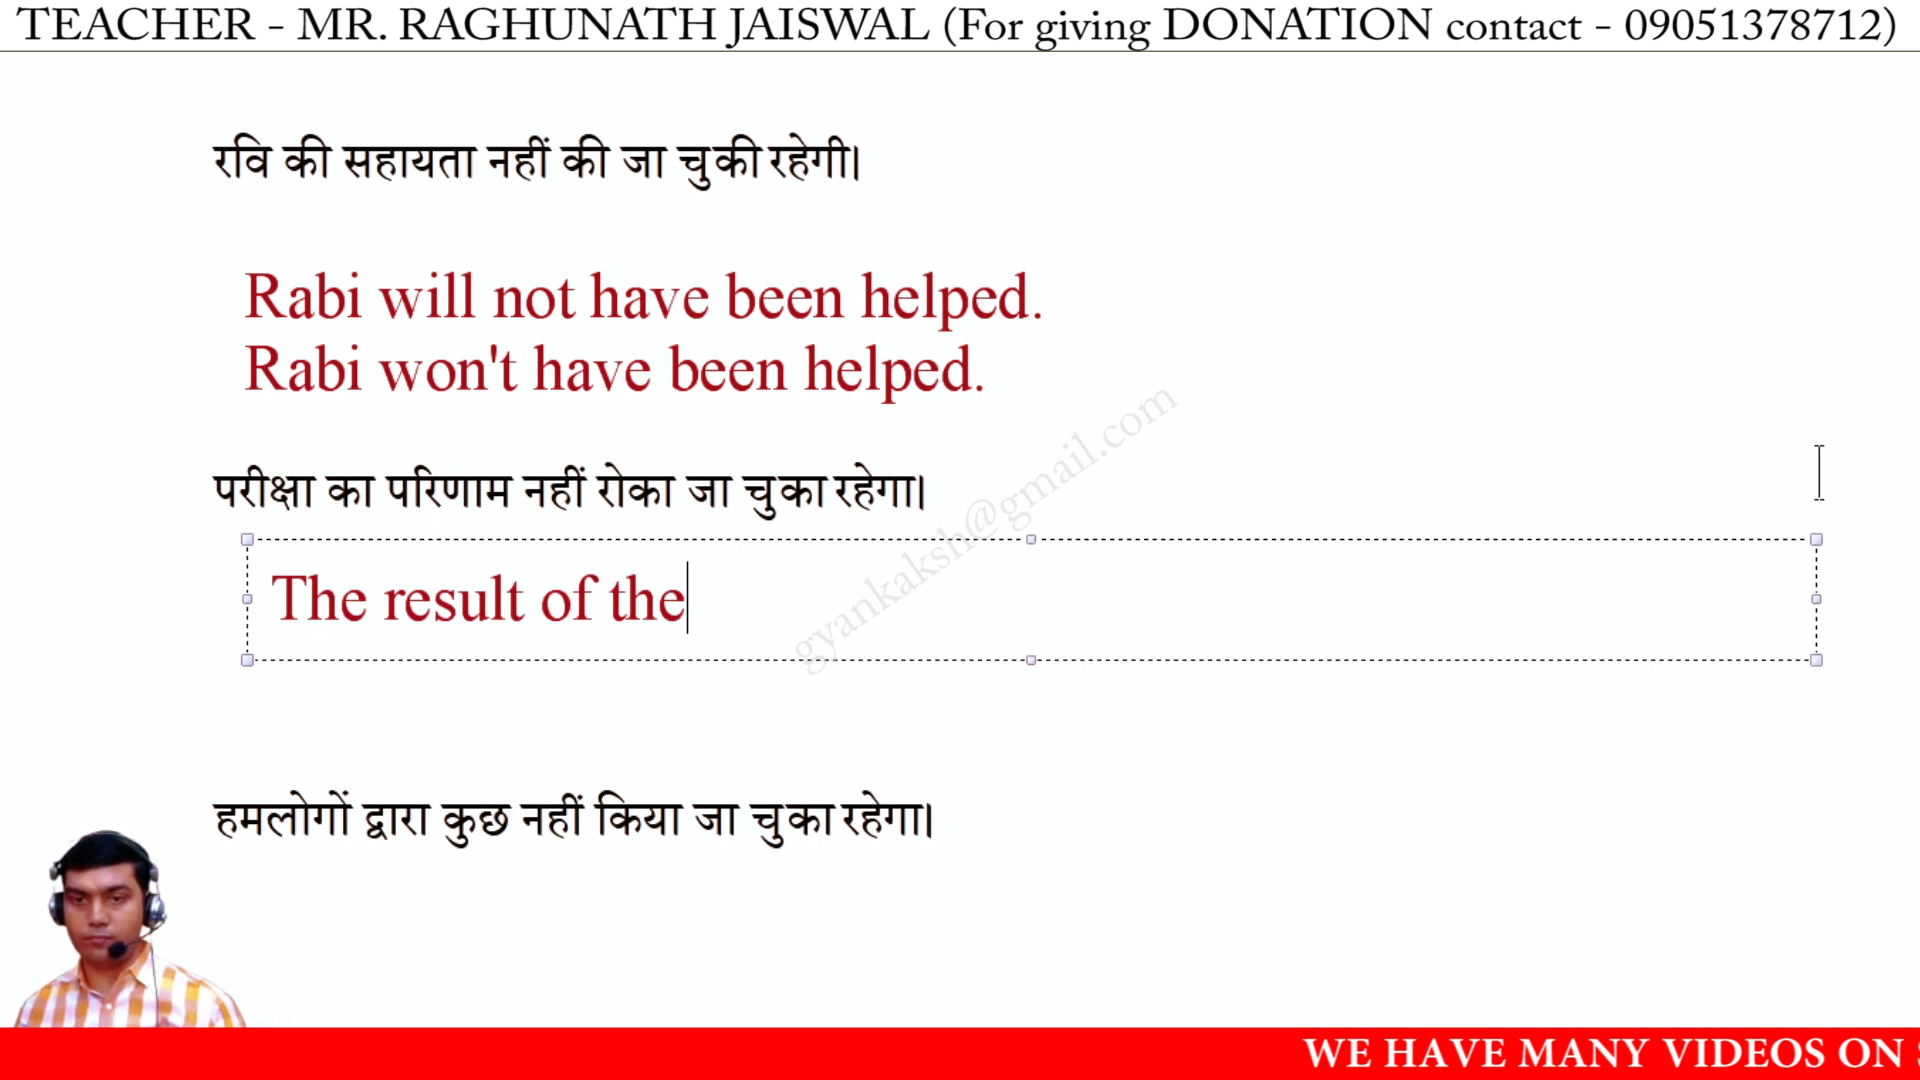 TEACHER - MR. RAGHUNATH JAISWAL (For giving DONATION contact - 09051378712)
रवि की सहायता नहीं की जा चुकी रहेगी।
Rabi will not have been helped.
Rabi won't have been helped.
परीक्षा का परिणाम नहीं रोका जा चुका रहेगा।
The result of the
gyankaksh@gmail.com
हमलोगों द्वारा कुछ नहीं किया जा चुका रहेगा।
WE HAVE MANY VIDEOS ON